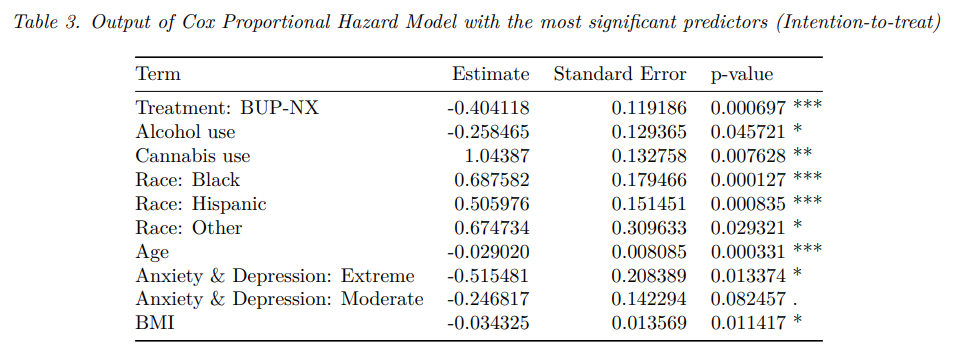 Table 3. Output of Cox Proportional Hazard Model with the most significant predictors (Intention-to-treat)
Term Estimate Standard Error p-value
Treatment: BUP-NX -0.404118 0.119186 0.000697 ***
Alcohol use -0.258465 0.129365 0.045721 *
Cannabis use 1.04387 0.132758 0.007628 **
Race: Black 0.687582 0.179466 0.000127 ***
Race: Hispanic 0.505976 0.151451 0.000835 ***
Race: Other 0.674734 0.309633 0.029321 *
Age -0.029020 0.008085 0.000331 ***
Anxiety & Depression: Extreme -0.515481 0.208389 0.013374 *
Anxiety & Depression: Moderate -0.246817 0.142294 0.082457 .
BMI -0.034325 0.013569 0.011417 *